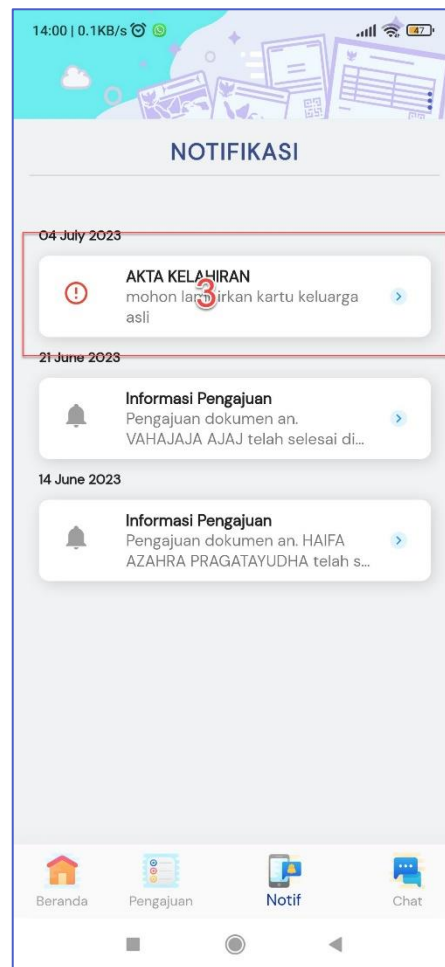 14:00 | 0.1KB/s
47
NOTIFIKASI
04 July 2023
AKTA KELAHIRAN
mohon lampirkan kartu keluarga
asli
3
21 June 2023
Informasi Pengajuan
Pengajuan dokumen an.
VAHAJAJA AJAJ telah selesai di...
14 June 2023
Informasi Pengajuan
Pengajuan dokumen an. HAIFA
AZAHRA PRAGATAYUDHA telah s...
Beranda
Pengajuan
Notif
Chat